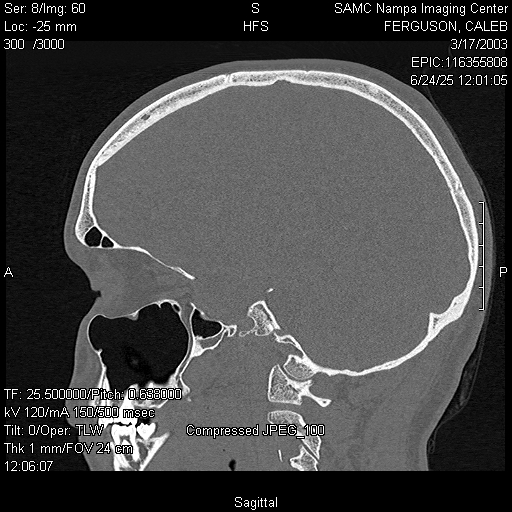 Ser: 8/Img: 60
Loc: -25 mm
300 /3000
S
HFS
SAMC Nampa Imaging Center
FERGUSON, CALEB
3/17/2003
EPIC:116355808
6/24/25 12:01:05
A
P
TF: 25.500000/Pitch: 0.698000
kV 120/mA 150/500 msec
Tilt: 0/Oper: TLW
Compressed JPEG_100
Thk 1 mm/FOV 24 cm
12:06:07
Sagittal